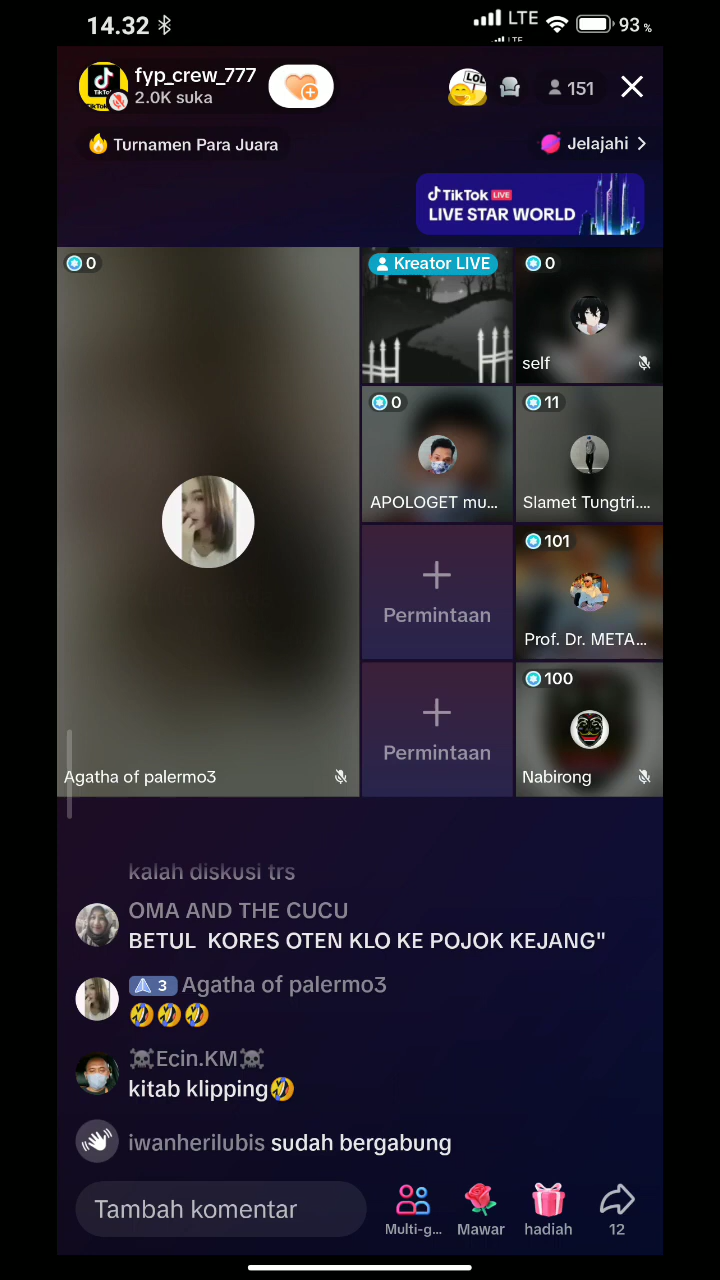 14.32
LTE
93 %
LTE
fyp_crew_777
2.0K suka
LOL
151
Turnamen Para Juara
Jelajahi
TikTok LIVE
LIVE STAR WORLD
0
Kreator LIVE
0
self
0
11
APOLOGET mu...
Slamet Tungtri....
101
Permintaan
Prof. Dr. META...
100
Permintaan
Agatha of palermo3
Nabirong
kalah diskusi trs
OMA AND THE CUCU
BETUL KORES OTEN KLO KE POJOK KEJANG"
3 Agatha of palermo3
🤣🤣🤣
☠️Ecin.KM☠️
kitab klipping🤣
iwanherilubis sudah bergabung
Tambah komentar
Multi-g...
Mawar
hadiah
12